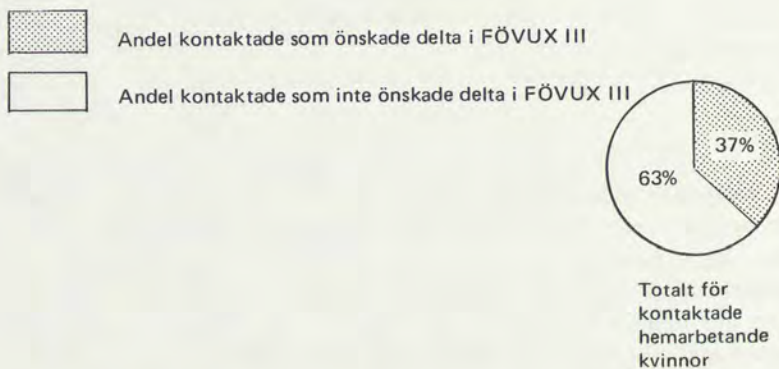 Andel kontaktade som önskade delta i FÖVUX III
Andel kontaktade som inte önskade delta i FÖVUX III
37%
63%
Totalt för
kontaktade
hemarbetande
kvinnor